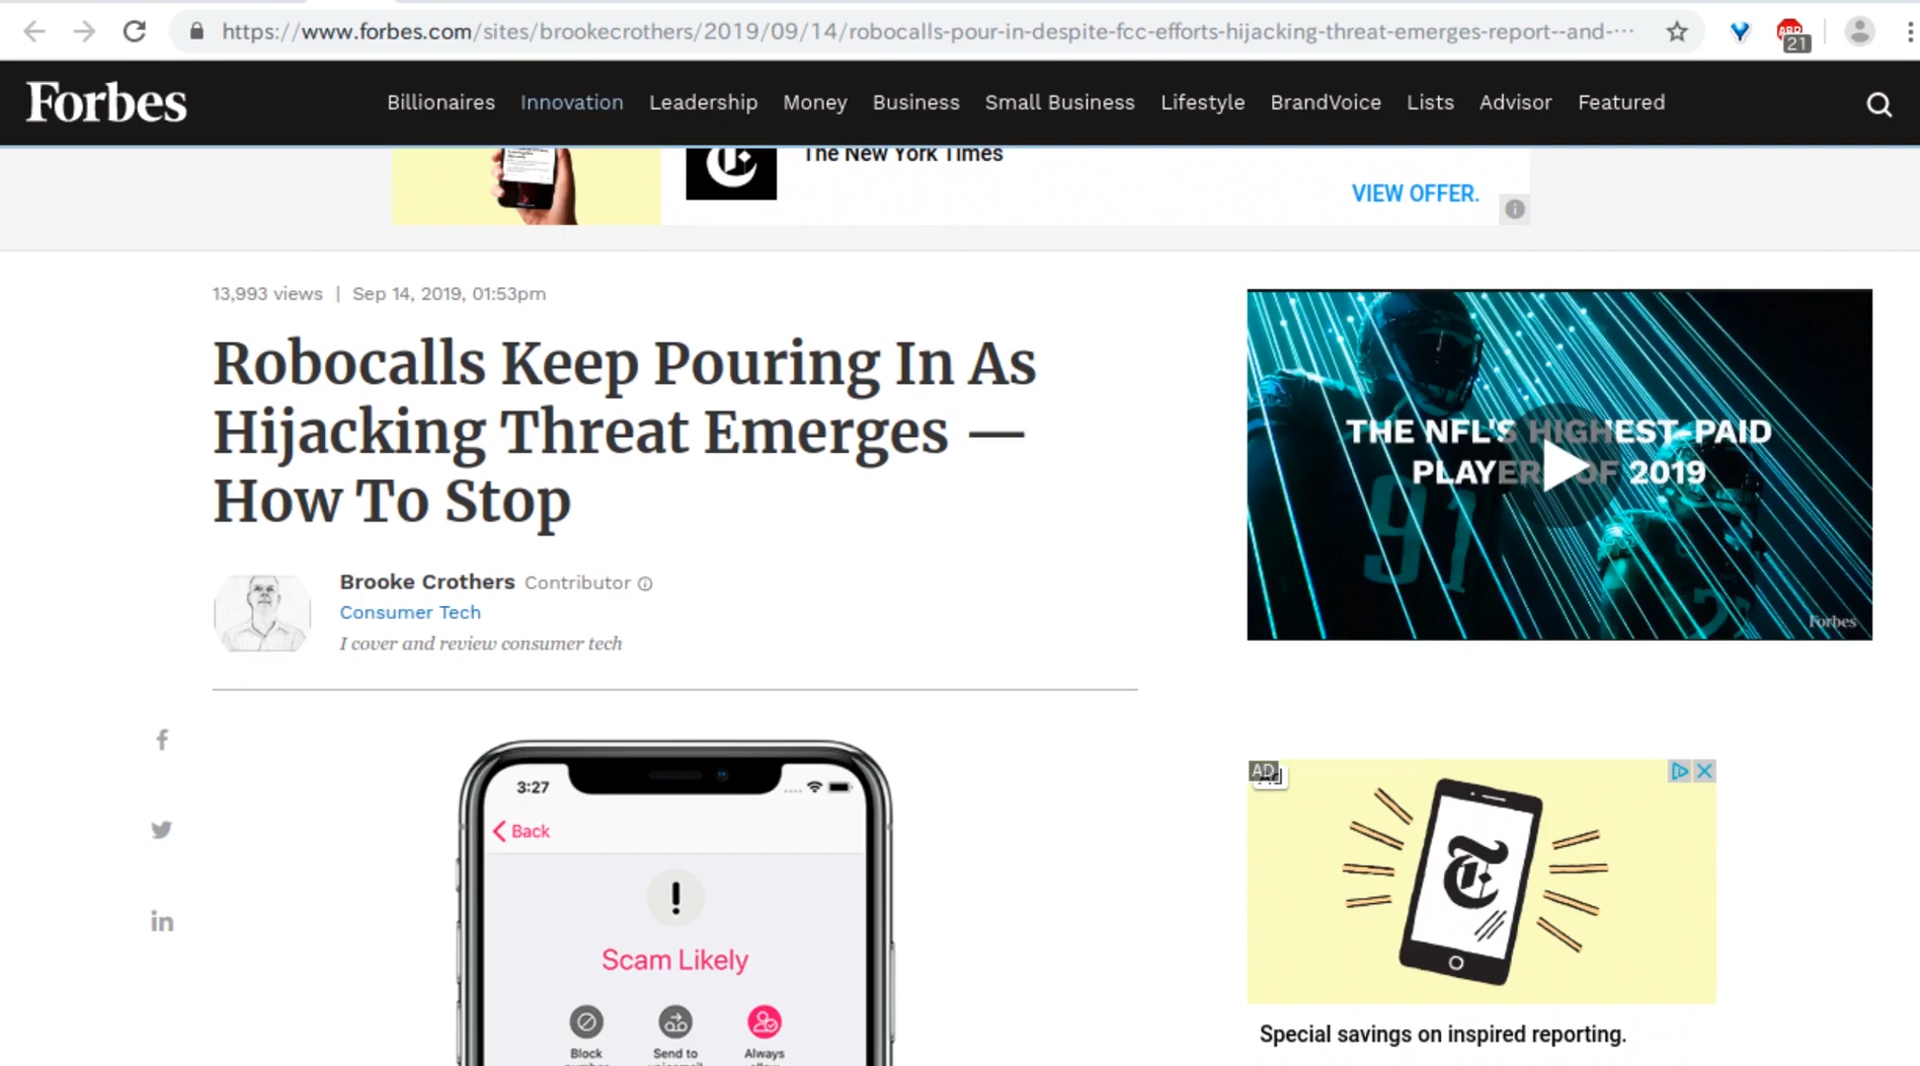 https://www.forbes.com/sites/brookecrothers/2019/09/14/robocalls-pour-in-despite-fcc-efforts-hijacking-threat-emerges-report--and-···
21
Forbes
Billionaires Innovation Leadership Money Business Small Business Lifestyle BrandVoice Lists Advisor Featured
The New York Times
VIEW OFFER.
13,993 views | Sep 14, 2019, 01:53pm
Robocalls Keep Pouring In As
Hijacking Threat Emerges —
How To Stop
Brooke Crothers Contributor
Consumer Tech
I cover and review consumer tech
THE NFL'S HIGHEST-PAID
PLAYERS OF 2019
91
Forbes
f
in
3:27
Back
!
Scam Likely
Block
Send to
Always
AD
Special savings on inspired reporting.